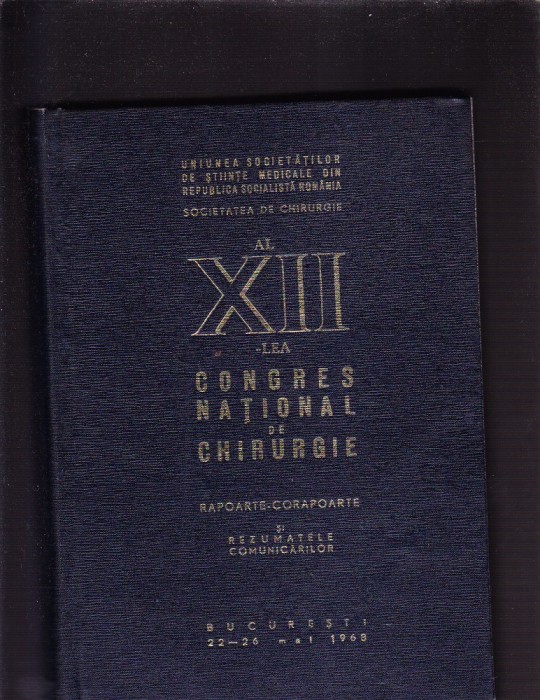 UNIUNEA SOCIETĂȚILOR
DE ȘTIINȚE MEDICALE DIN
REPUBLICA SOCIALISTĂ ROMÂNIA
SOCIETATEA DE CHIRURGIE
AL
XII
-LEA
CONGRES
NAȚIONAL
DE
CHIRURGIE
RAPOARTE-CORAPOARTE
ȘI
REZUMATELE
COMUNICĂRILOR
BUCUREȘTI
22-26 mai 1968